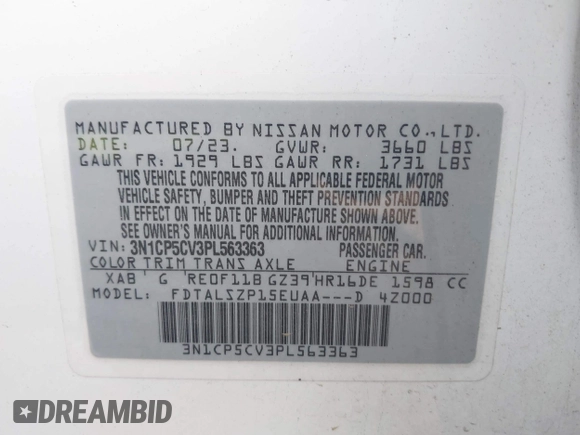 MANUFACTURED BY NISSAN MOTOR CO., LTD.
DATE: 07/23. GVWR: 3660 LBS
GAWR FR: 1929 LBS GAWR RR: 1731 LBS
THIS VEHICLE CONFORMS TO ALL APPLICABLE FEDERAL MOTOR
VEHICLE SAFETY, BUMPER AND THEFT PREVENTION STANDARDS
IN EFFECT ON THE DATE OF MANUFACTURE SHOWN ABOVE.
SEE OWNER'S MANUAL FOR ADDITIONAL INFORMATION.
VIN: 3N1CP5CV3PL563363 PASSENGER CAR.
COLOR TRIM TRANS AXLE ENGINE
XAB G RE0F11B GZ39 HR16DE 1598 CC
FDTALSZP15EUAA---D 4Z000
3N1CP5CV3PL563363
DREAMBID